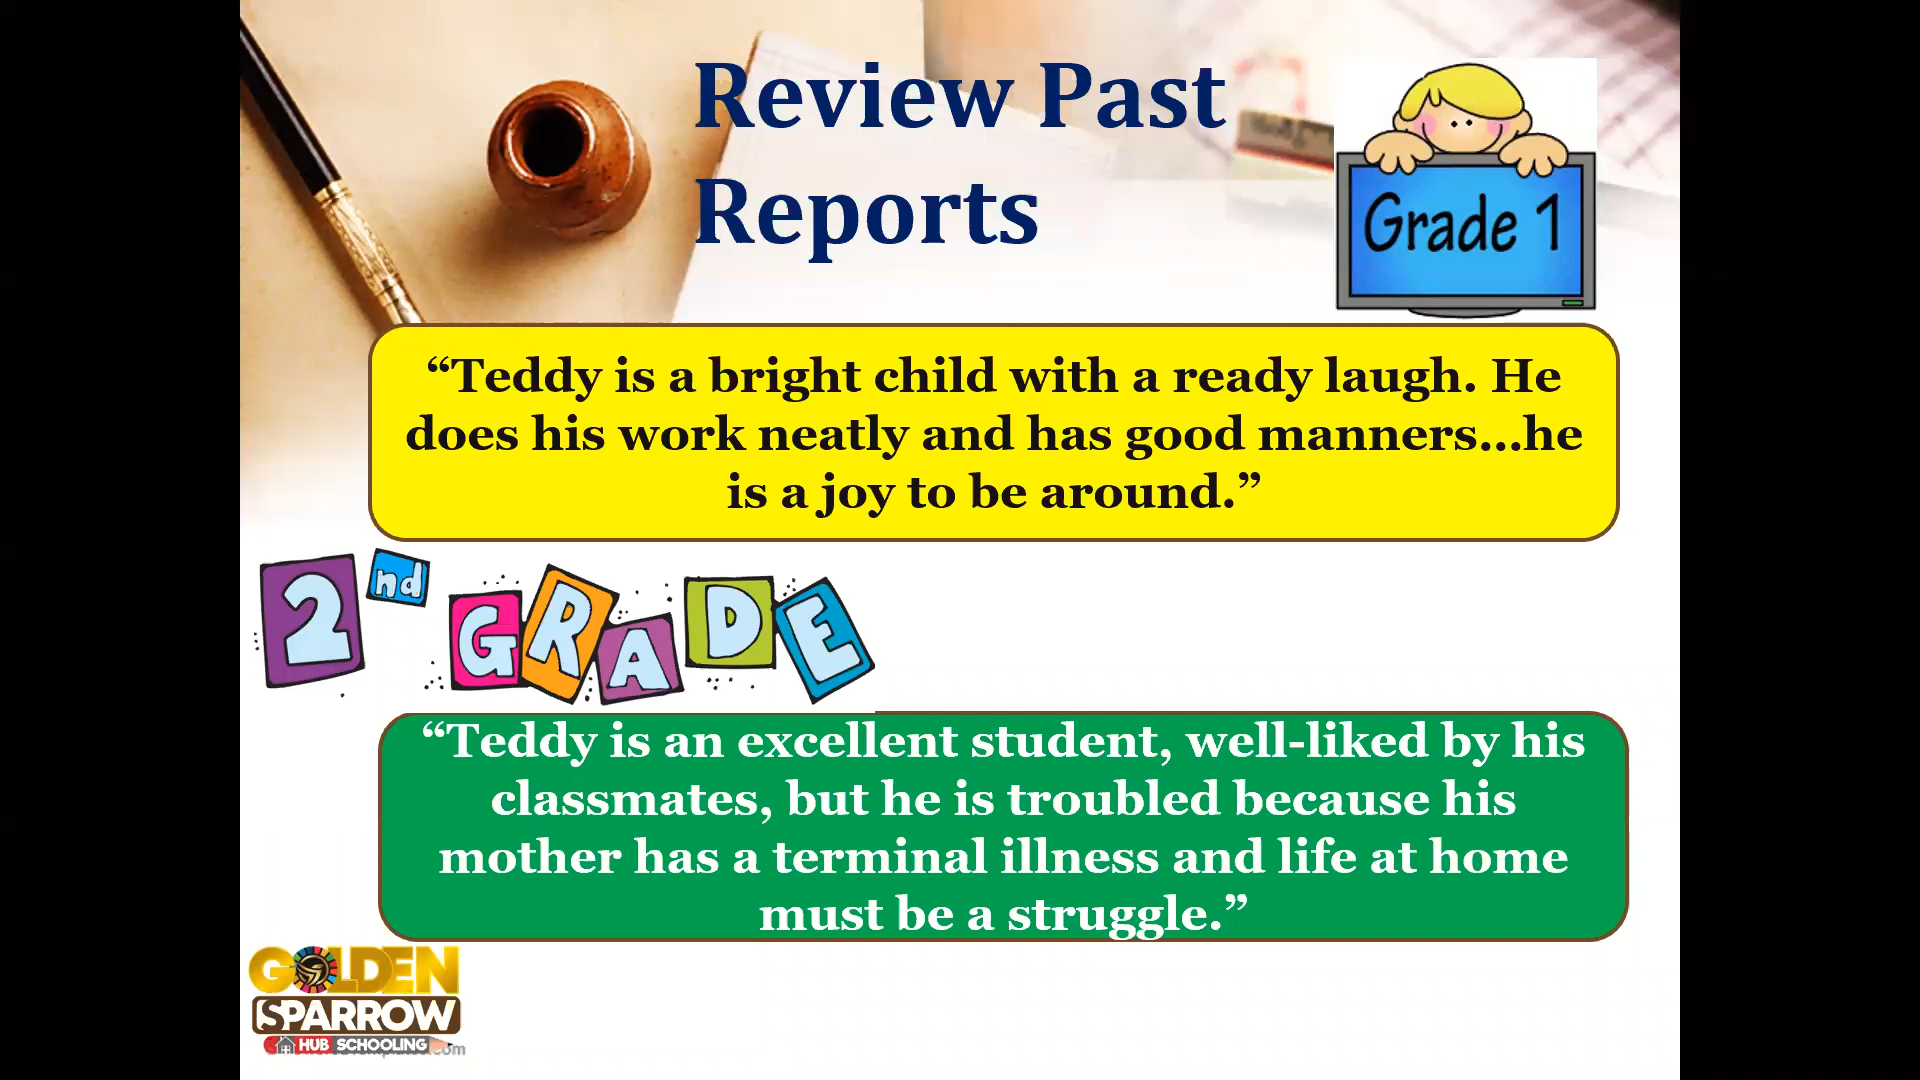 Review Past
Reports
Grade 1
“Teddy is a bright child with a ready laugh. He
does his work neatly and has good manners...he
is a joy to be around.”
2nd GRADE
“Teddy is an excellent student, well-liked by his
classmates, but he is troubled because his
mother has a terminal illness and life at home
must be a struggle.”
GOLDEN
SPARROW
HUB SCHOOLING